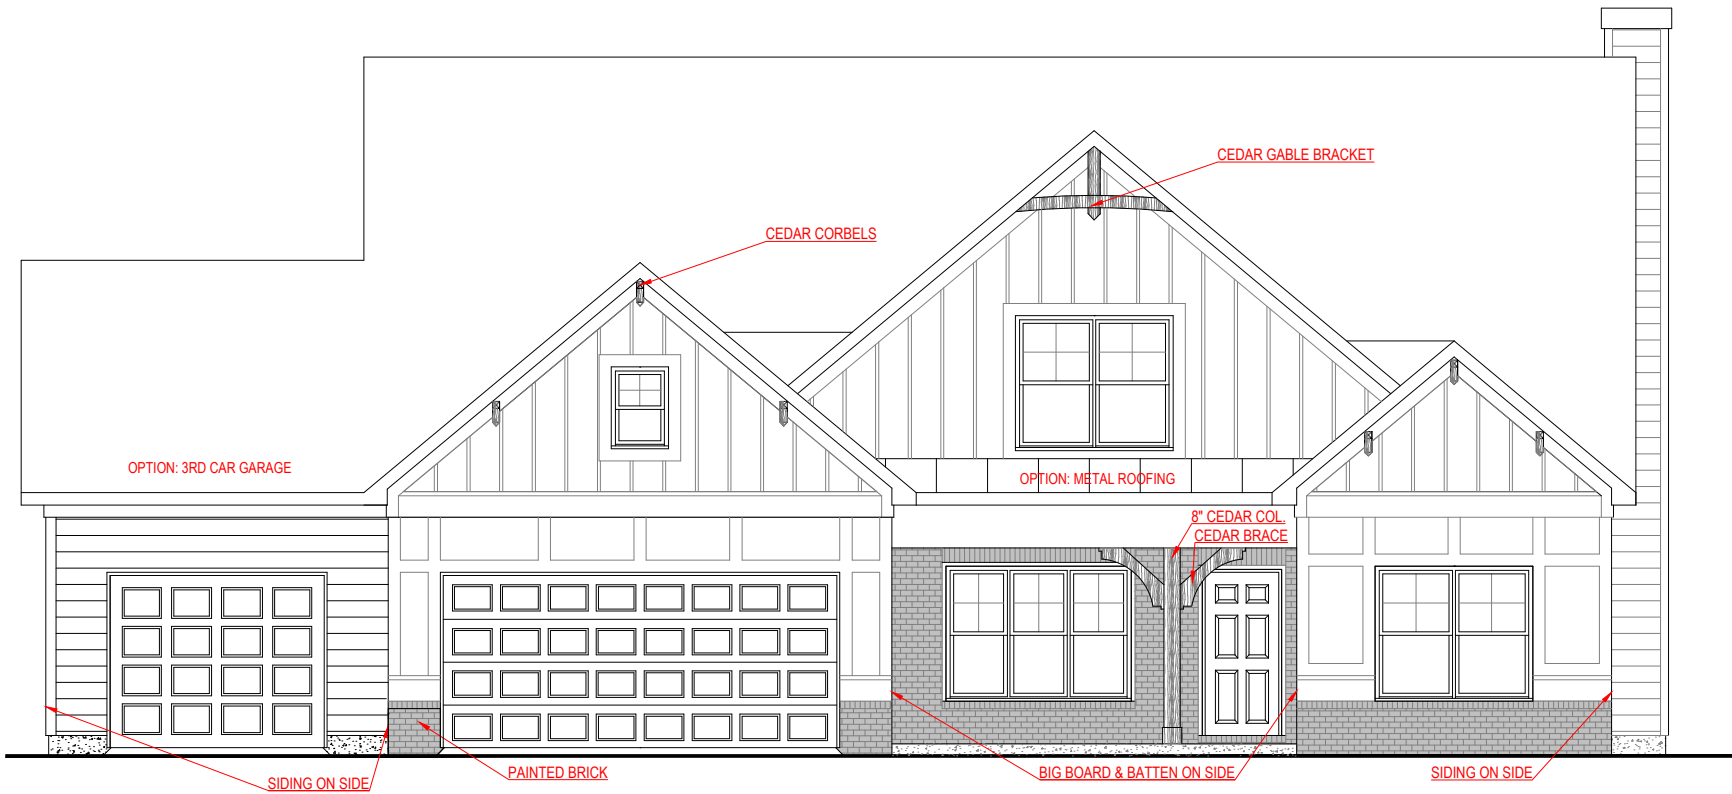 CEDAR GABLE BRACKET
CEDAR CORBELS
OPTION: 3RD CAR GARAGE
OPTION: METAL ROOFING
8" CEDAR COL.
CEDAR BRACE
SIDING ON SIDE
PAINTED BRICK
BIG BOARD & BATTEN ON SIDE
SIDING ON SIDE